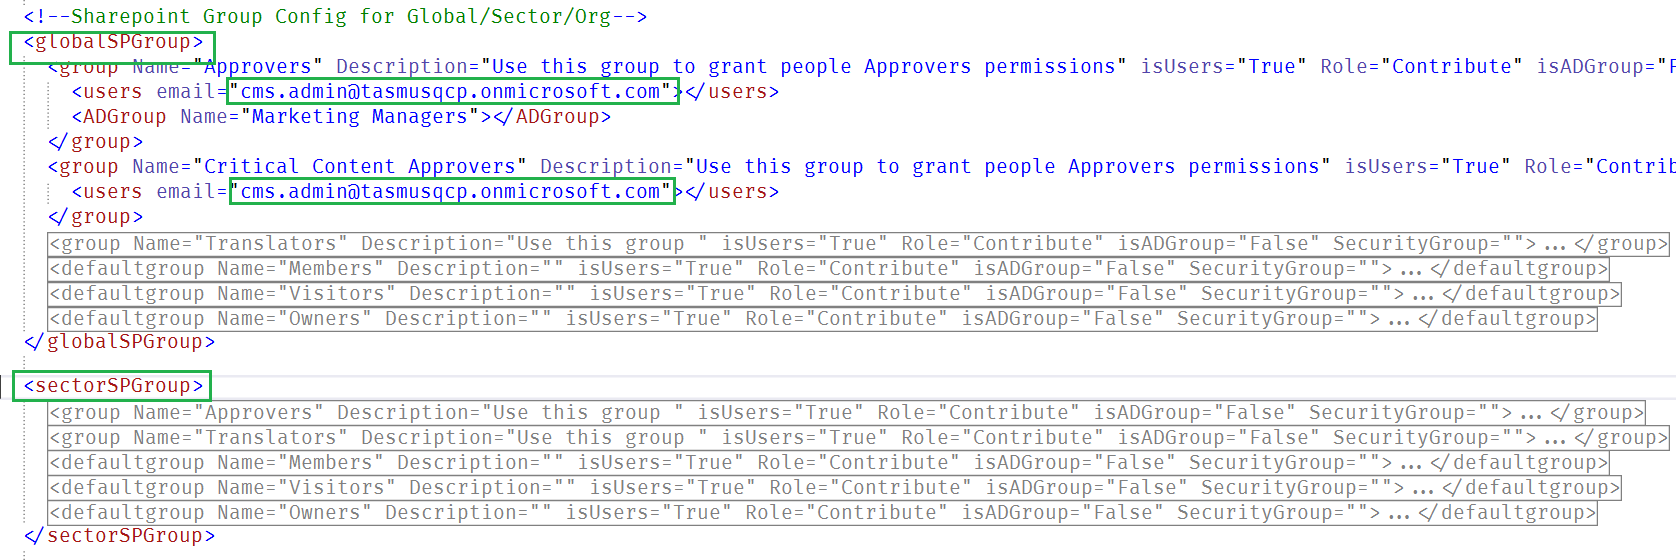 <!--Sharepoint Group Config for Global/Sector/Org-->
<globalSPGroup>
<group Name="Approvers" Description="Use this group to grant people Approvers permissions" isUsers="True" Role="Contribute" isADGroup="F
<users email="cms.admin@tasmusqcp.onmicrosoft.com"></users>
<ADGroup Name="Marketing Managers"></ADGroup>
</group>
<group Name="Critical Content Approvers" Description="Use this group to grant people Approvers permissions" isUsers="True" Role="Contrib
<users email="cms.admin@tasmusqcp.onmicrosoft.com"></users>
</group>
<group Name="Translators" Description="Use this group " isUsers="True" Role="Contribute" isADGroup="False" SecurityGroup="">...</group>
<defaultgroup Name="Members" Description="" isUsers="True" Role="Contribute" isADGroup="False" SecurityGroup="">...</defaultgroup>
<defaultgroup Name="Visitors" Description="" isUsers="True" Role="Contribute" isADGroup="False" SecurityGroup="">...</defaultgroup>
<defaultgroup Name="Owners" Description="" isUsers="True" Role="Contribute" isADGroup="False" SecurityGroup="">...</defaultgroup>
</globalSPGroup>
<sectorSPGroup>
<group Name="Approvers" Description="Use this group " isUsers="True" Role="Contribute" isADGroup="False" SecurityGroup="">...</group>
<group Name="Translators" Description="Use this group " isUsers="True" Role="Contribute" isADGroup="False" SecurityGroup="">...</group>
<defaultgroup Name="Members" Description="" isUsers="True" Role="Contribute" isADGroup="False" SecurityGroup="">...</defaultgroup>
<defaultgroup Name="Visitors" Description="" isUsers="True" Role="Contribute" isADGroup="False" SecurityGroup="">...</defaultgroup>
<defaultgroup Name="Owners" Description="" isUsers="True" Role="Contribute" isADGroup="False" SecurityGroup="">...</defaultgroup>
</sectorSPGroup>